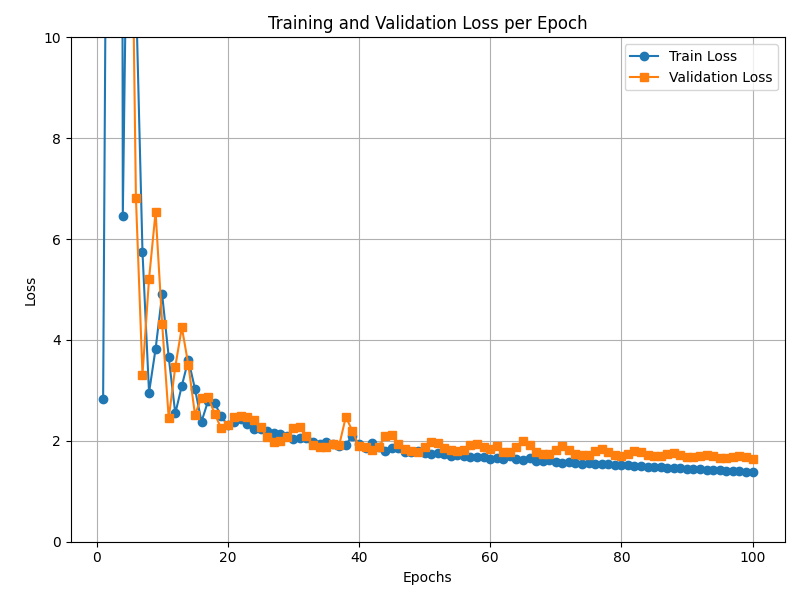 Training and Validation Loss per Epoch
Train Loss
Validation Loss
Loss
10
8
6
4
2
0
0 20 40 60 80 100
Epochs